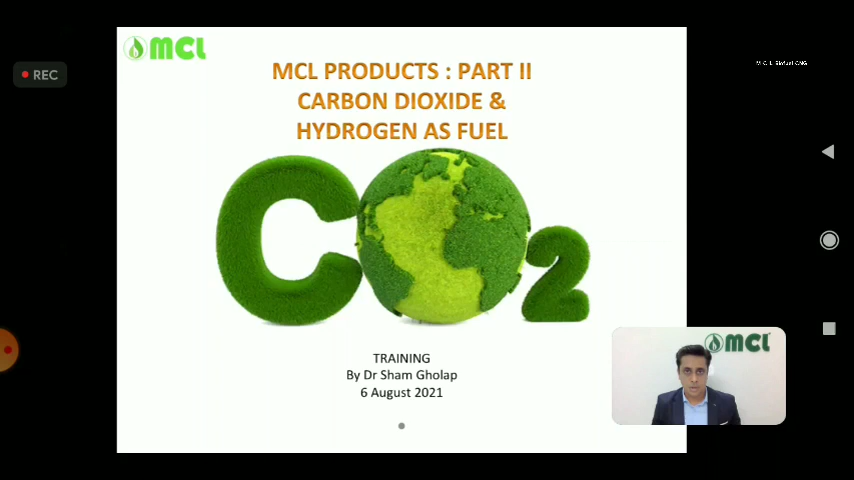 MCL
REC
MCL PRODUCTS : PART II
CARBON DIOXIDE &
HYDROGEN AS FUEL
CO2
TRAINING
By Dr Sham Gholap
6 August 2021
MCL